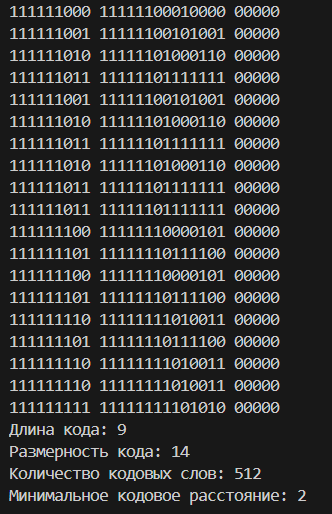 111111000 11111100010000 00000
111111001 11111100101001 00000
111111010 11111101000110 00000
111111011 11111101111111 00000
111111001 11111100101001 00000
111111010 11111101000110 00000
111111011 11111101111111 00000
111111010 11111101000110 00000
111111011 11111101111111 00000
111111011 11111101111111 00000
111111100 11111110000101 00000
111111101 11111110111100 00000
111111100 11111110000101 00000
111111101 11111110111100 00000
111111110 11111111010011 00000
111111101 11111110111100 00000
111111110 11111111010011 00000
111111110 11111111010011 00000
111111111 11111111101010 00000
Длина кода: 9
Размерность кода: 14
Количество кодовых слов: 512
Минимальное кодовое расстояние: 2